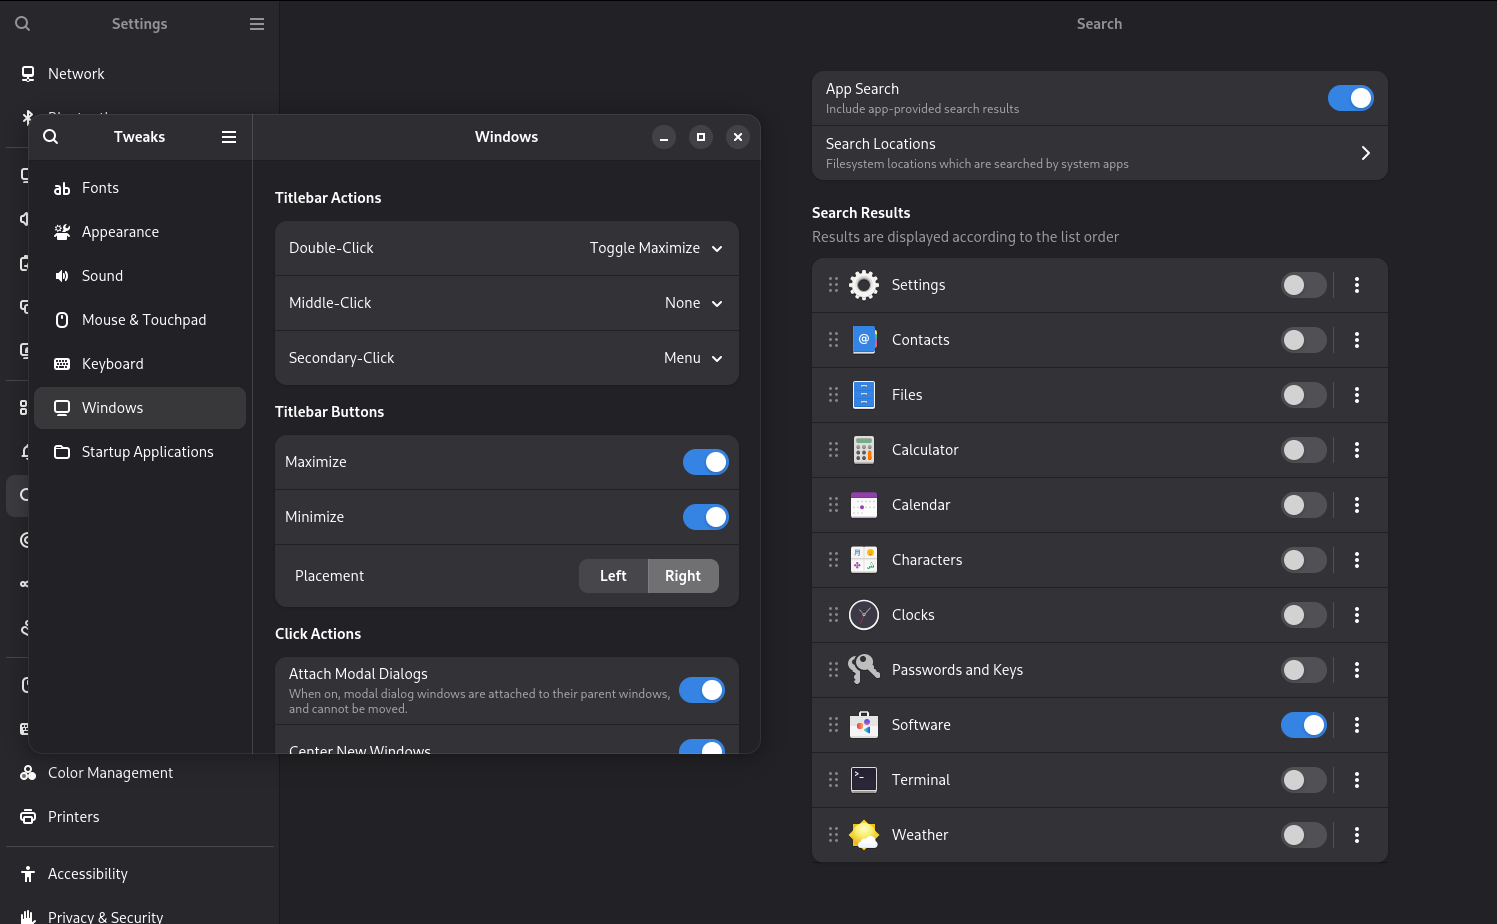 Settings
Network
Tweaks
Fonts
Appearance
Sound
Mouse & Touchpad
Keyboard
Windows
Startup Applications
Windows
Titlebar Actions
Double-Click
Toggle Maximize
Middle-Click
None
Secondary-Click
Menu
Titlebar Buttons
Maximize
Minimize
Placement
Left
Right
Click Actions
Attach Modal Dialogs
When on, modal dialog windows are attached to their parent windows,
and cannot be moved.
Center New Windows
Color Management
Printers
Accessibility
Privacy & Security
Search
App Search
Include app-provided search results
Search Locations
Filesystem locations which are searched by system apps
Search Results
Results are displayed according to the list order
Settings
Contacts
Files
Calculator
Calendar
Characters
Clocks
Passwords and Keys
Software
Terminal
Weather